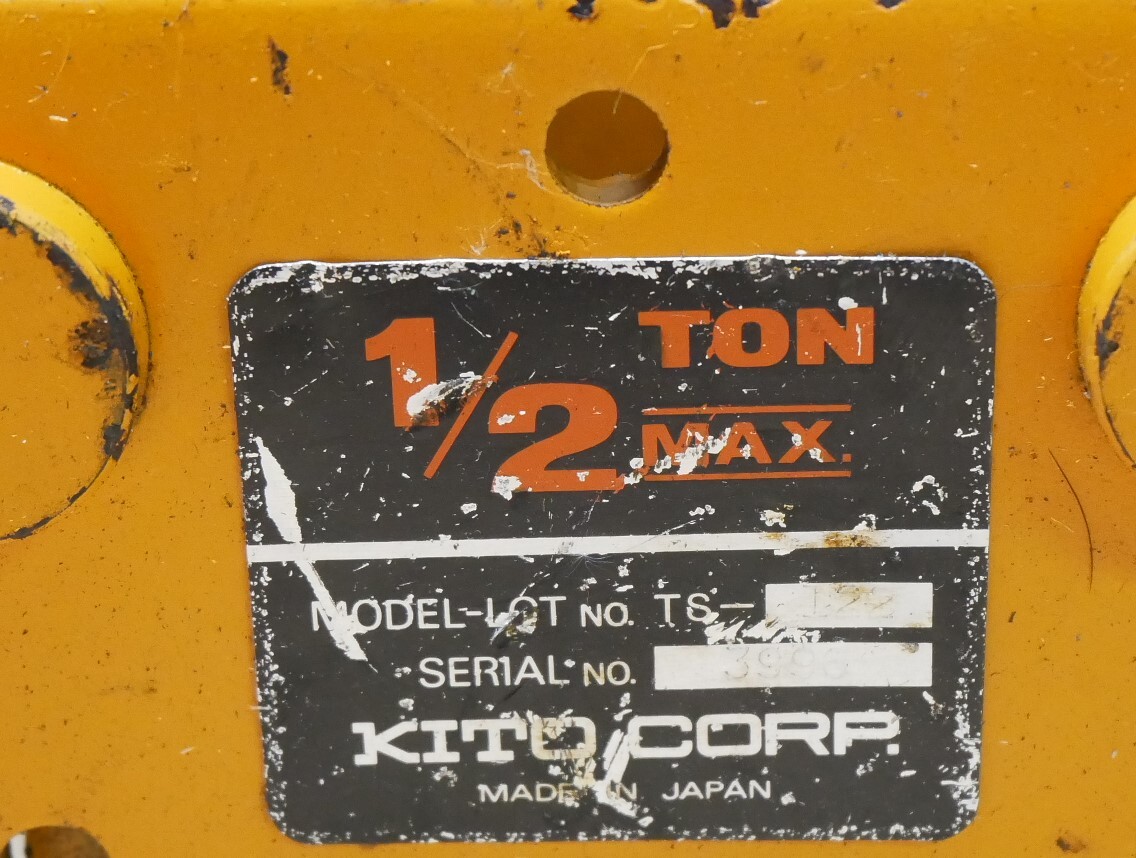 1/2 TON
MAX.
MODEL-LOT NO. TS-
SERIAL NO.
KITO CORP.
MADE IN JAPAN